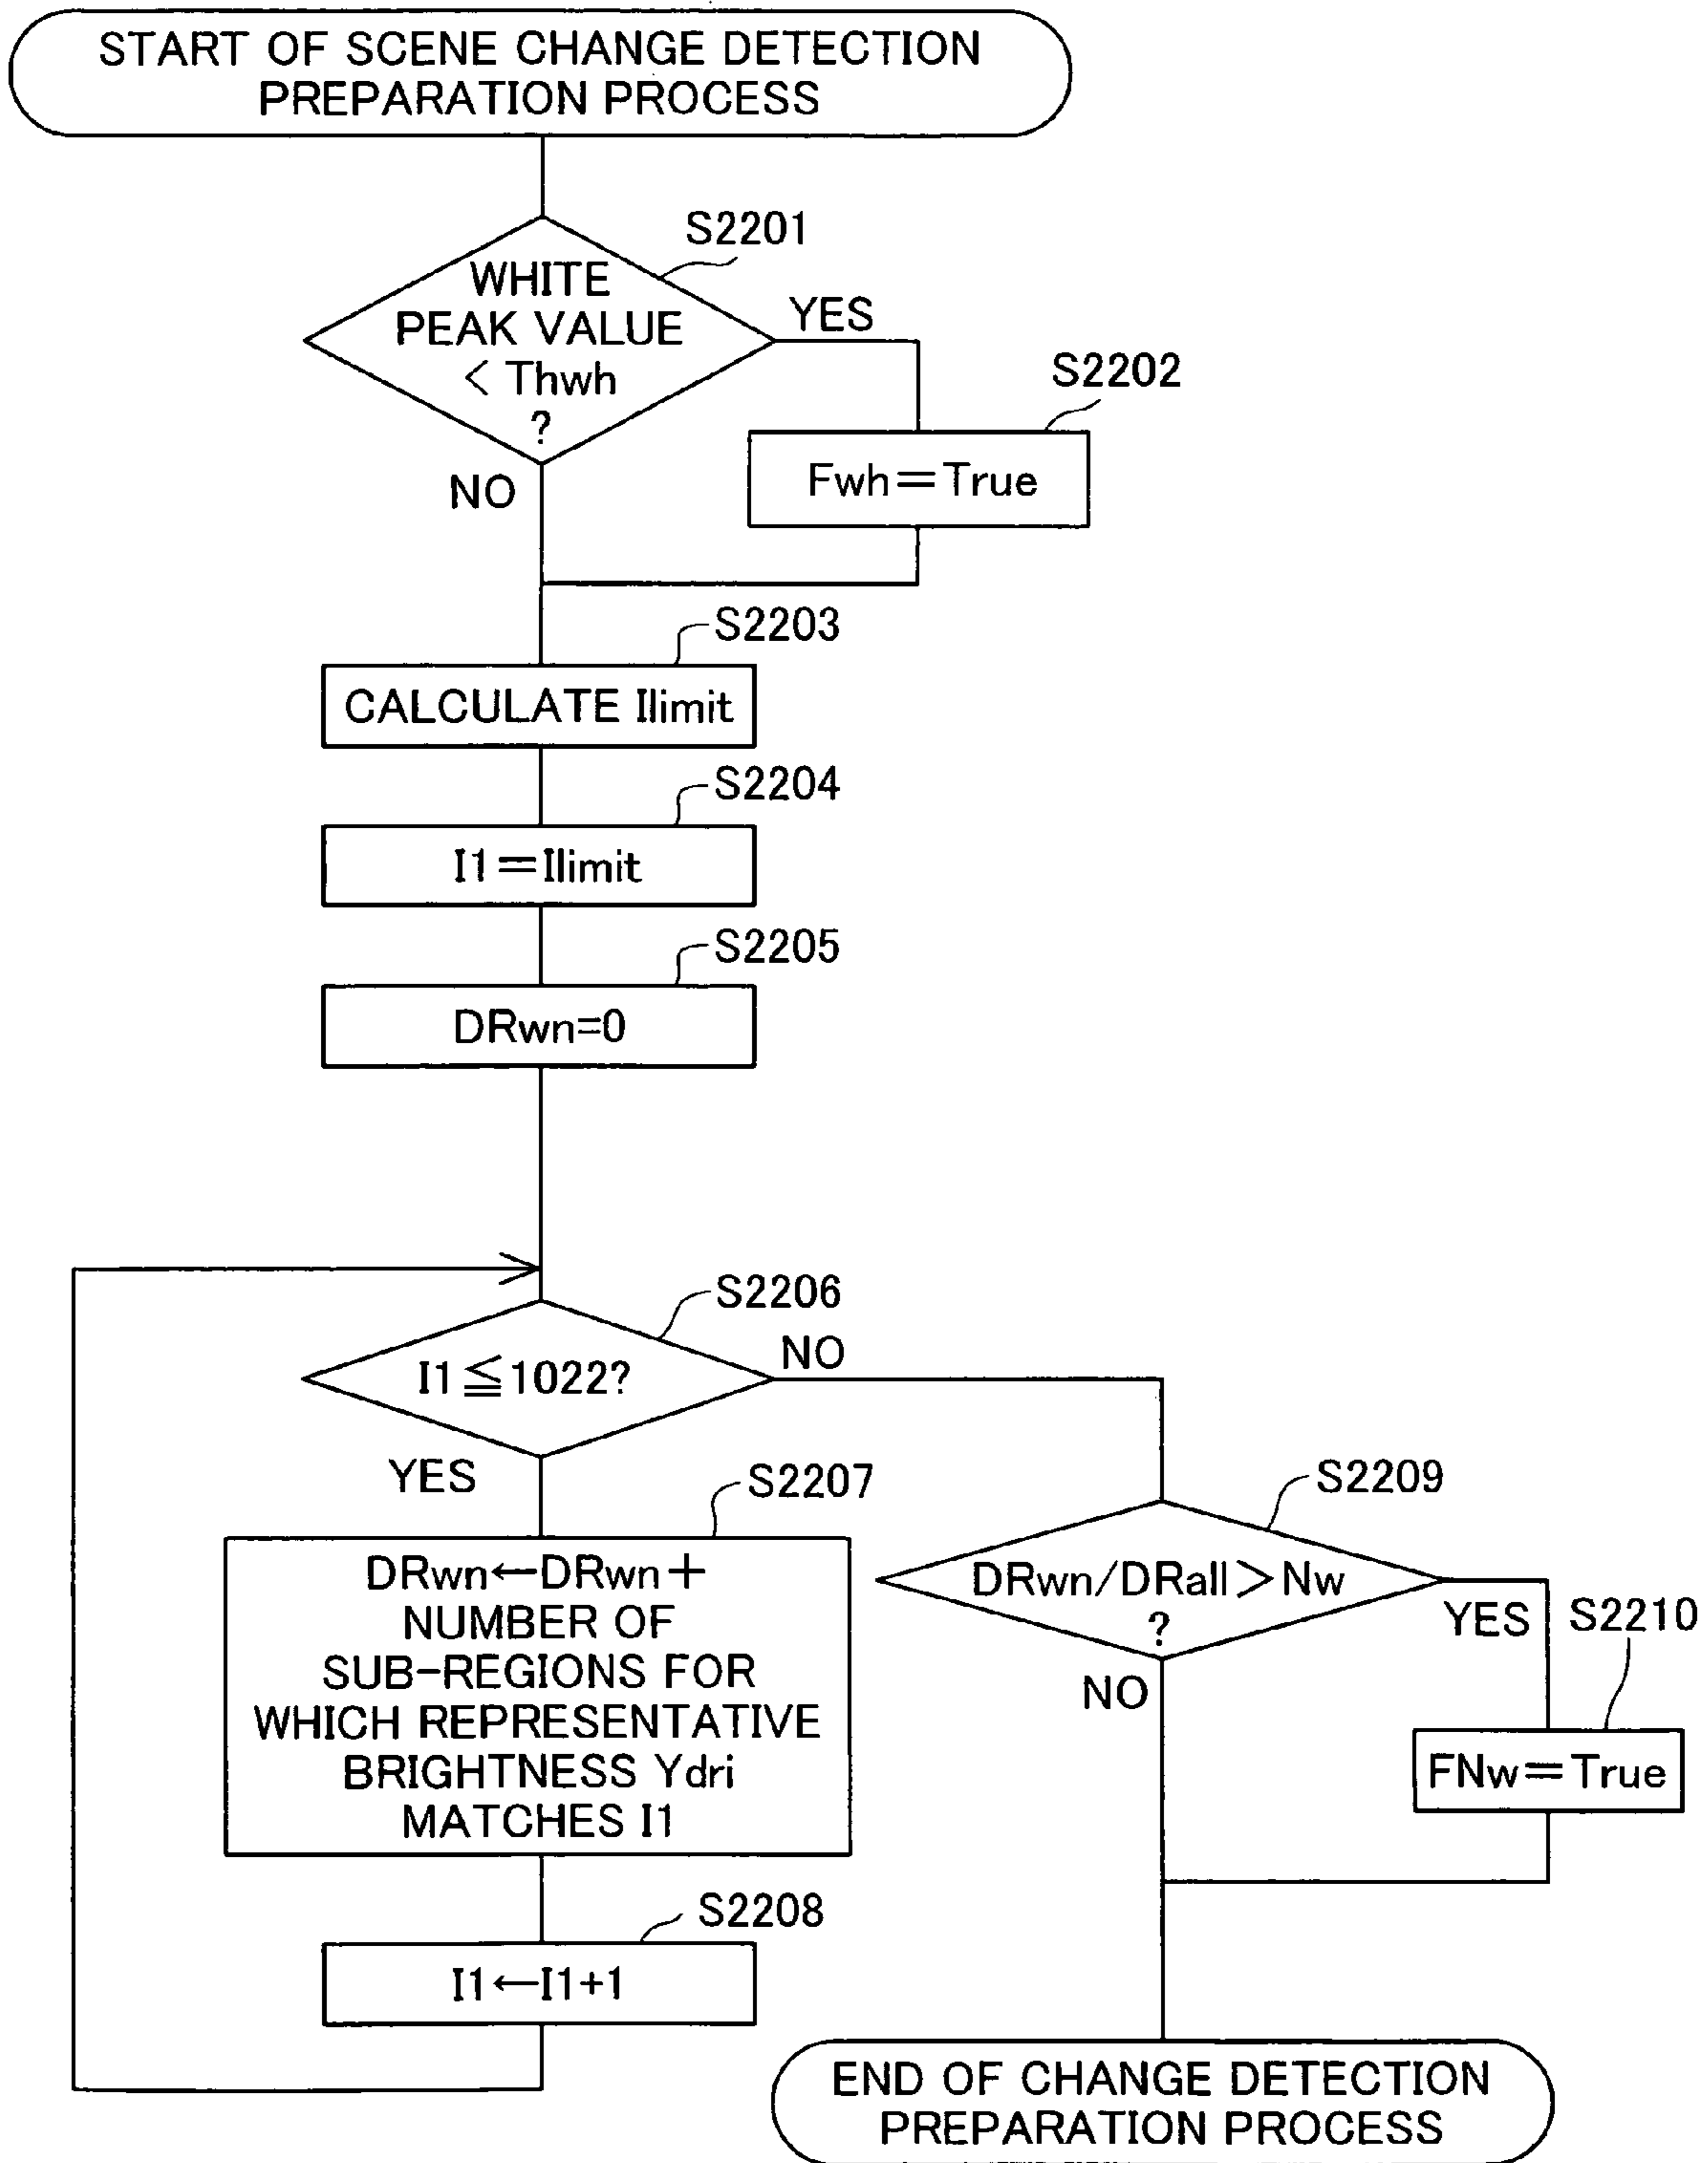 START OF SCENE CHANGE DETECTION
PREPARATION PROCESS
S2201
WHITE
PEAK VALUE
< Thwh
?
YES
NO
S2202
Fwh=True
S2203
CALCULATE Ilimit
S2204
I1=Ilimit
S2205
DRwn=0
S2206
I1≦1022?
NO
YES
S2207
DRwn←DRwn+
NUMBER OF
SUB-REGIONS FOR
WHICH REPRESENTATIVE
BRIGHTNESS Ydri
MATCHES I1
S2208
I1←I1+1
S2209
DRwn/DRall>Nw
?
YES
NO
S2210
FNw=True
END OF CHANGE DETECTION
PREPARATION PROCESS